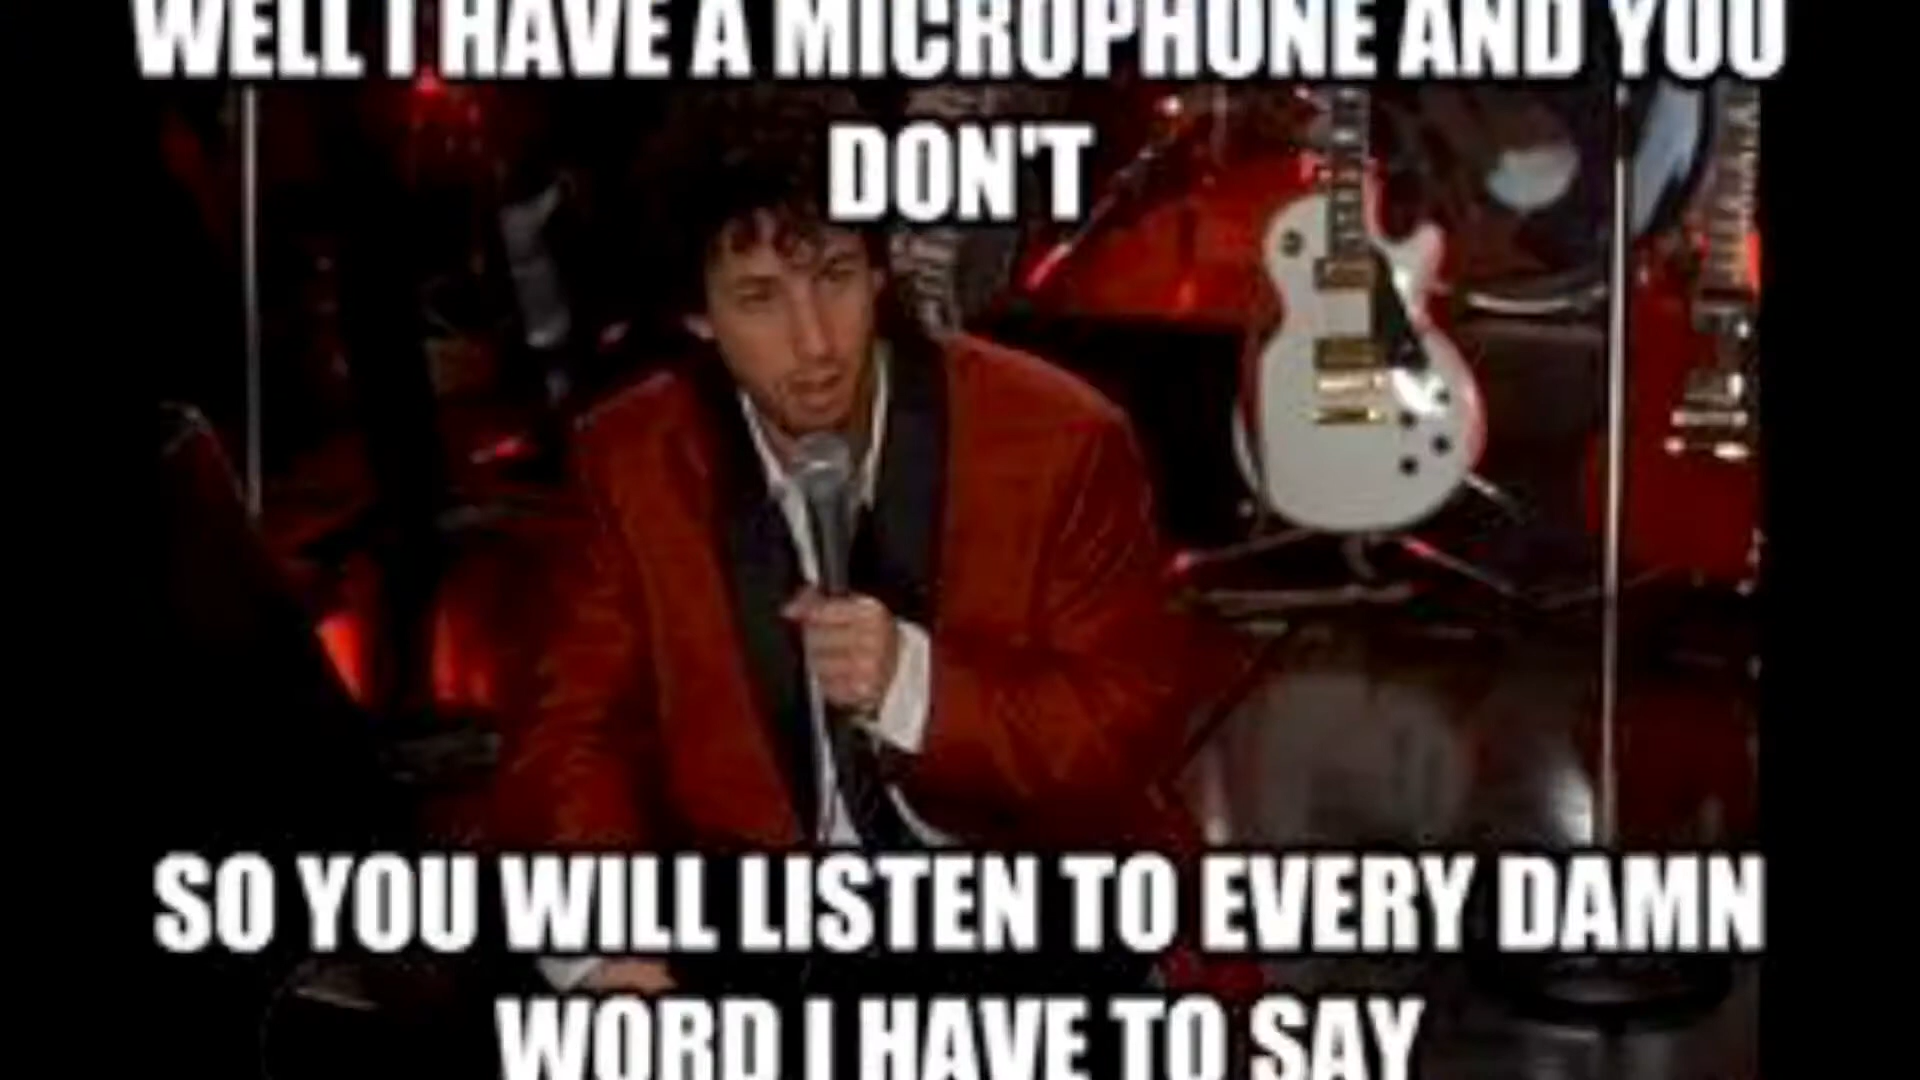 WELL I HAVE A MICROPHONE AND YOU
DON'T
SO YOU WILL LISTEN TO EVERY DAMN
WORD I HAVE TO SAY